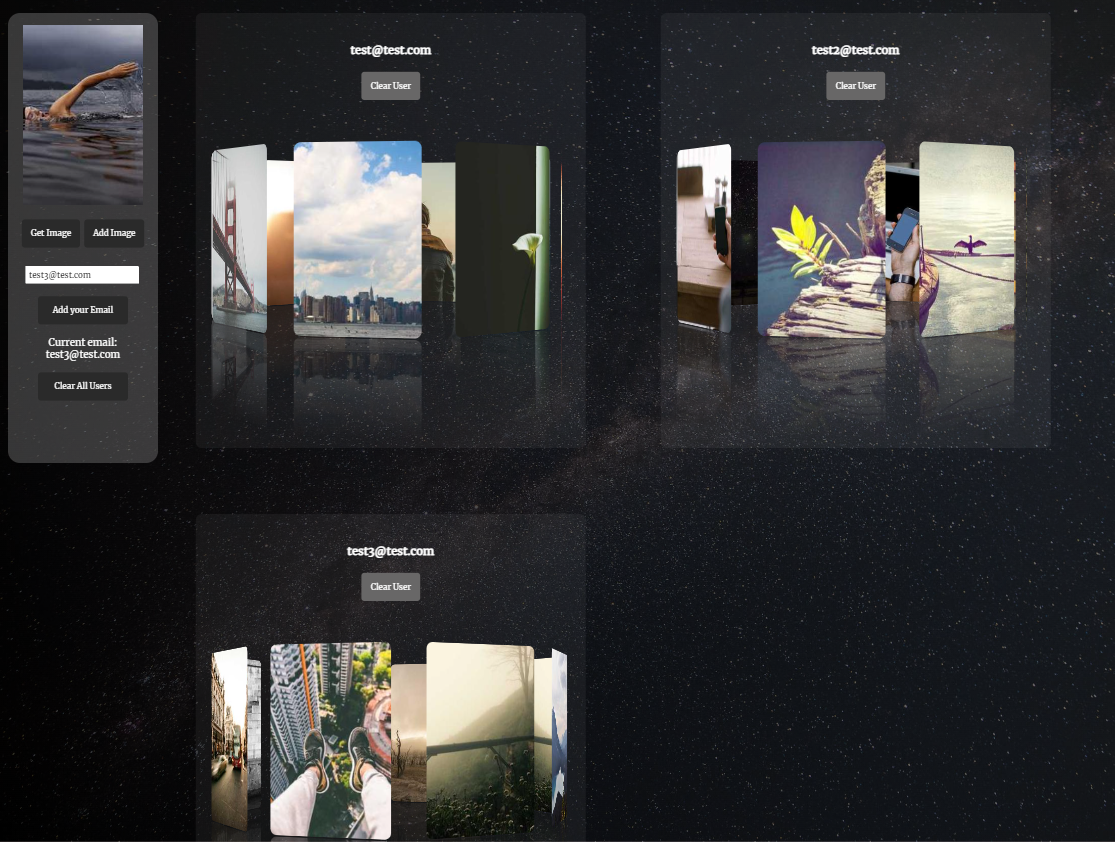 Get Image
Add Image
test3@test.com
Add your Email
Current email:
test3@test.com
Clear All Users
test@test.com
Clear User
test2@test.com
Clear User
test3@test.com
Clear User